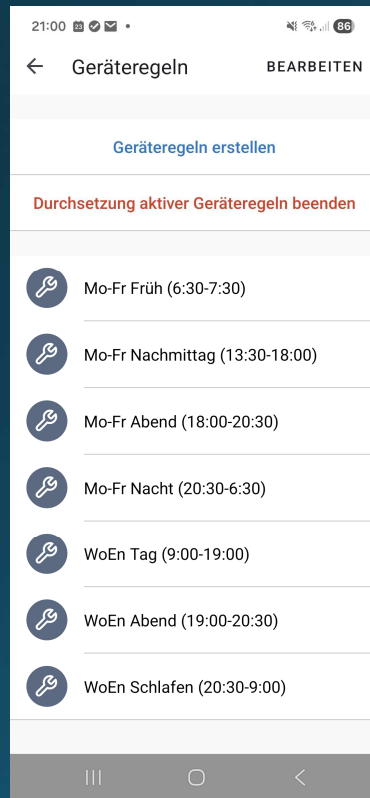 21:00 23 86
Geräteregeln BEARBEITEN
Geräteregeln erstellen
Durchsetzung aktiver Geräteregeln beenden
Mo-Fr Früh (6:30-7:30)
Mo-Fr Nachmittag (13:30-18:00)
Mo-Fr Abend (18:00-20:30)
Mo-Fr Nacht (20:30-6:30)
WoEn Tag (9:00-19:00)
WoEn Abend (19:00-20:30)
WoEn Schlafen (20:30-9:00)